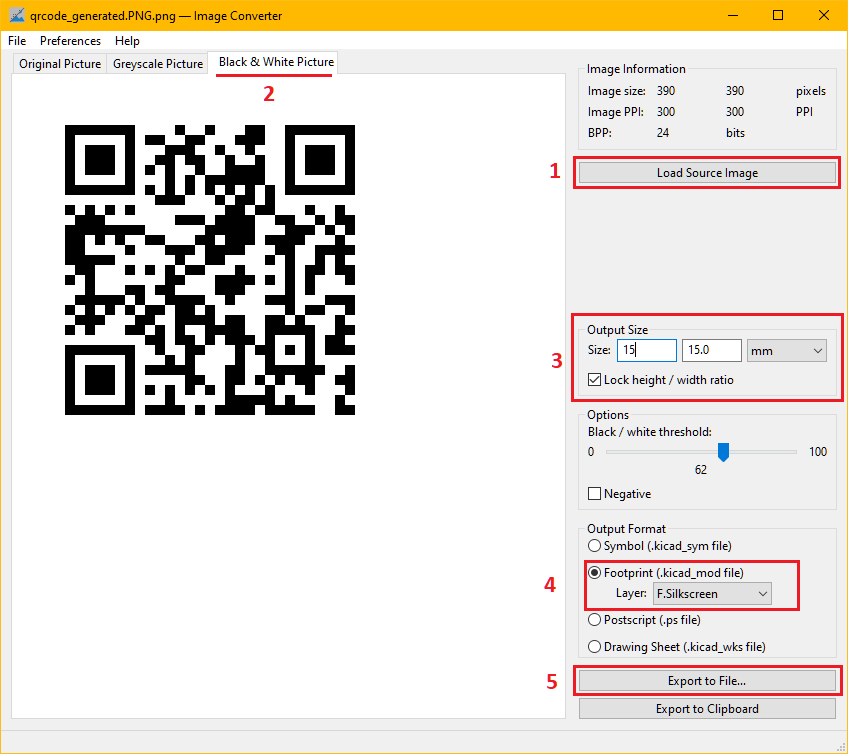 qrcode_generated.PNG.png — Image Converter
File Preferences Help
Original Picture Greyscale Picture Black & White Picture
2
Image Information
Image size: 390 390 pixels
Image PPI: 300 300 PPI
BPP: 24 bits
1 Load Source Image
Output Size
3 Size: 15 15.0 mm
Lock height / width ratio
Options
Black / white threshold:
0 100
62
Negative
Output Format
Symbol (.kicad_sym file)
4 Footprint (.kicad_mod file)
Layer: F.Silkscreen
Postscript (.ps file)
Drawing Sheet (.kicad_wks file)
5 Export to File...
Export to Clipboard